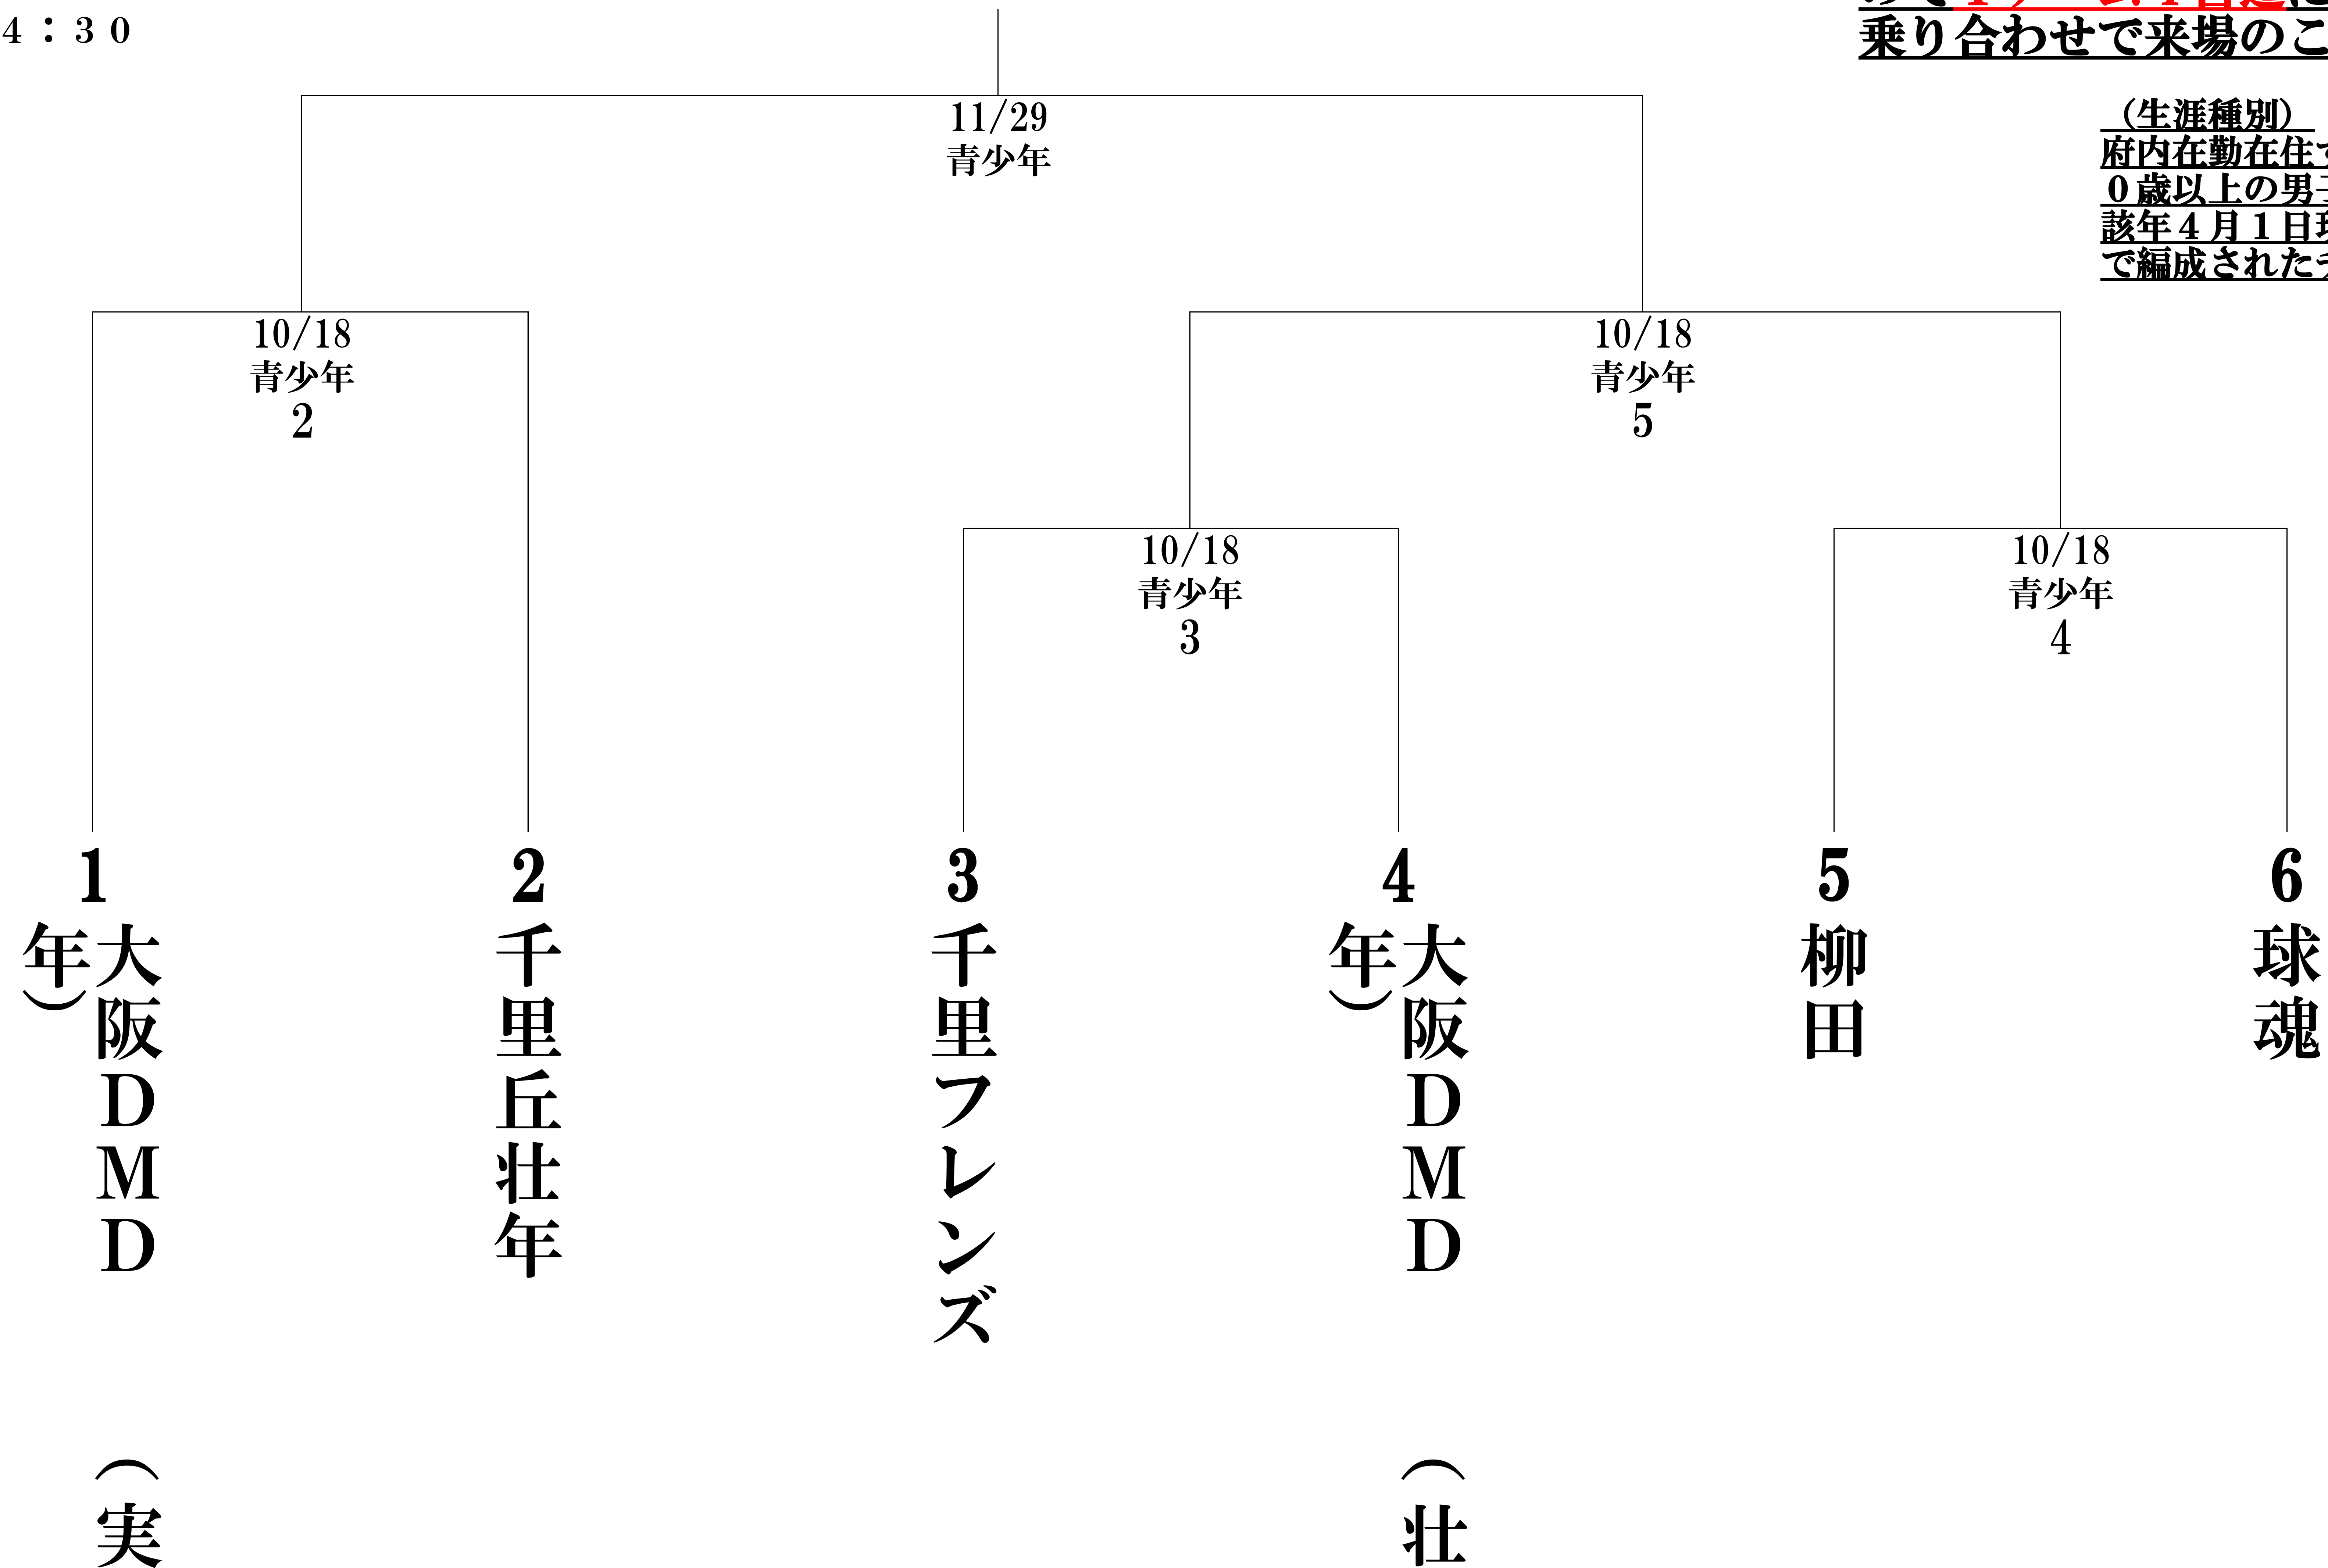 4：30
乗り合わせで来場のこ
（生涯種別）
府内在勤在住
0歳以上の男
該年4月1日
で編成された
11/29
青少年
10/18
青少年
2
10/18
青少年
5
10/18
青少年
3
10/18
青少年
4
1
大阪DMD（実
年）
2
千里丘壮年
3
千里フレンズ
4
大阪DMD（壮
年）
5
柳田
6
球魂